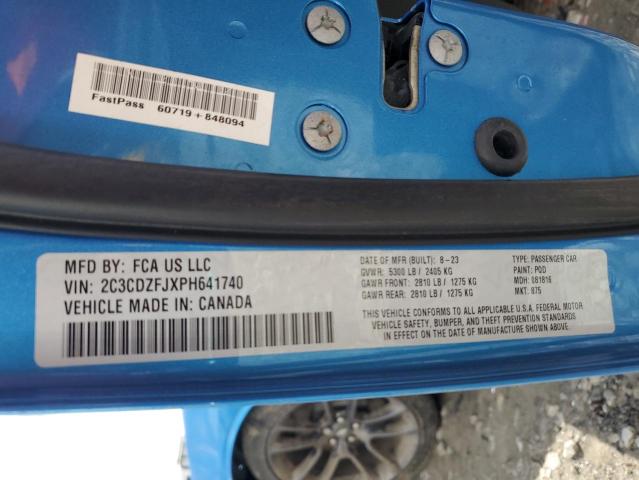 FastPass 60719+848094
MFD BY: FCA US LLC
VIN: 2C3CDZFJXPH641740
VEHICLE MADE IN: CANADA
DATE OF MFR (BUILT): 8-23
GVWR: 5300 LB / 2405 KG
GAWR FRONT: 2810 LB / 1275 KG
GAWR REAR: 2810 LB / 1275 KG
TYPE: PASSENGER CAR
PAINT: PQD
MDH: 081816
MKT: 875
THIS VEHICLE CONFORMS TO ALL APPLICABLE U.S.A. FEDERAL MOTOR
VEHICLE SAFETY, BUMPER, AND THEFT PREVENTION STANDARDS
IN EFFECT ON THE DATE OF MANUFACTURE SHOWN ABOVE.